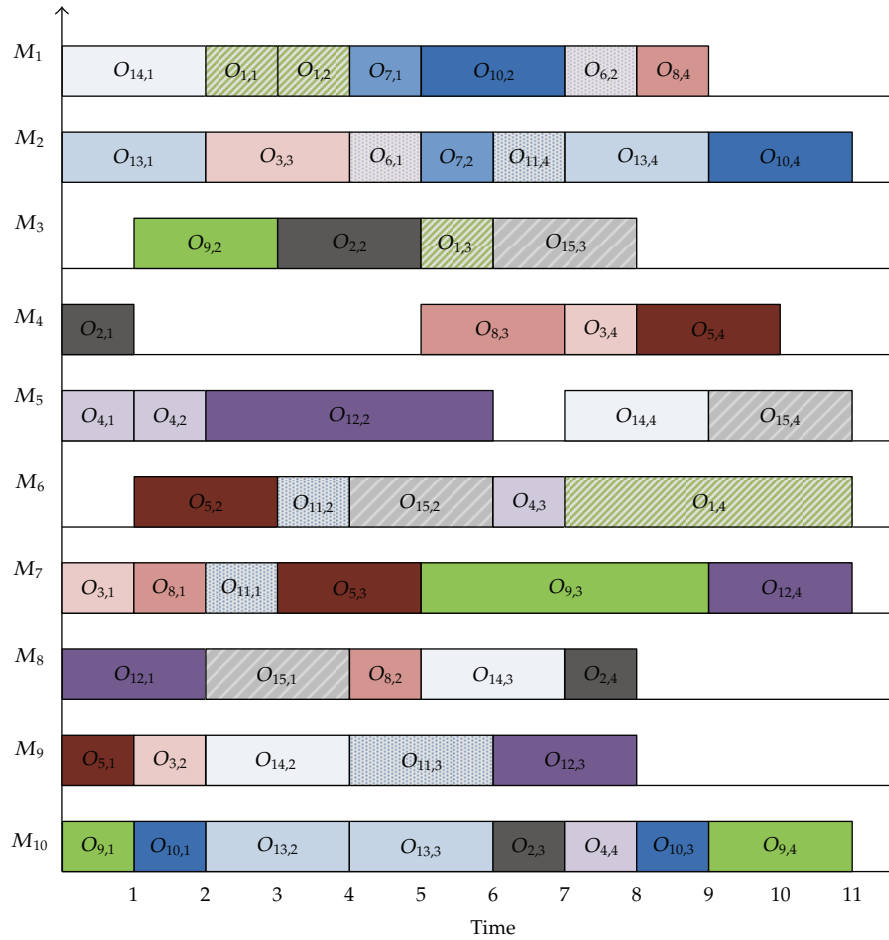 M1 O14,1 O1,1 O1,2 O7,1 O10,2 O6,2 O8,4
M2 O13,1 O3,3 O6,1 O7,2 O11,4 O13,4 O10,4
M3 O9,2 O2,2 O1,3 O15,3
M4 O2,1 O8,3 O3,4 O5,4
M5 O4,1 O4,2 O12,2 O14,4 O15,4
M6 O5,2 O11,2 O15,2 O4,3 O1,4
M7 O3,1 O8,1 O11,1 O5,3 O9,3 O12,4
M8 O12,1 O15,1 O8,2 O14,3 O2,4
M9 O5,1 O3,2 O14,2 O11,3 O12,3
M10 O9,1 O10,1 O13,2 O13,3 O2,3 O4,4 O10,3 O9,4
1 2 3 4 5 6 7 8 9 10 11
Time